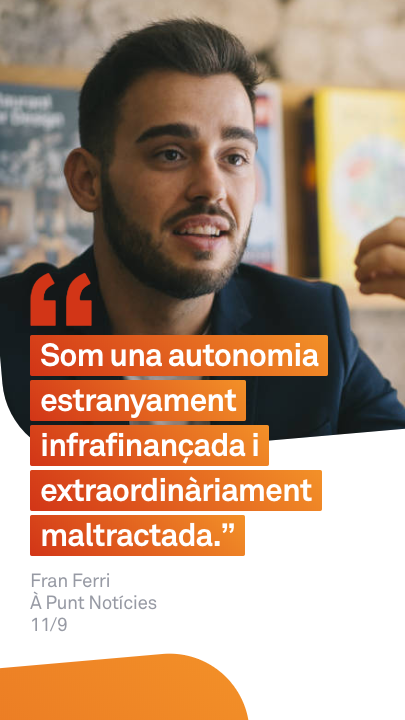 Som una autonomia
estranyament
infrafinançada i
extraordinàriament
maltractada.”
Fran Ferri
À Punt Notícies
11/9